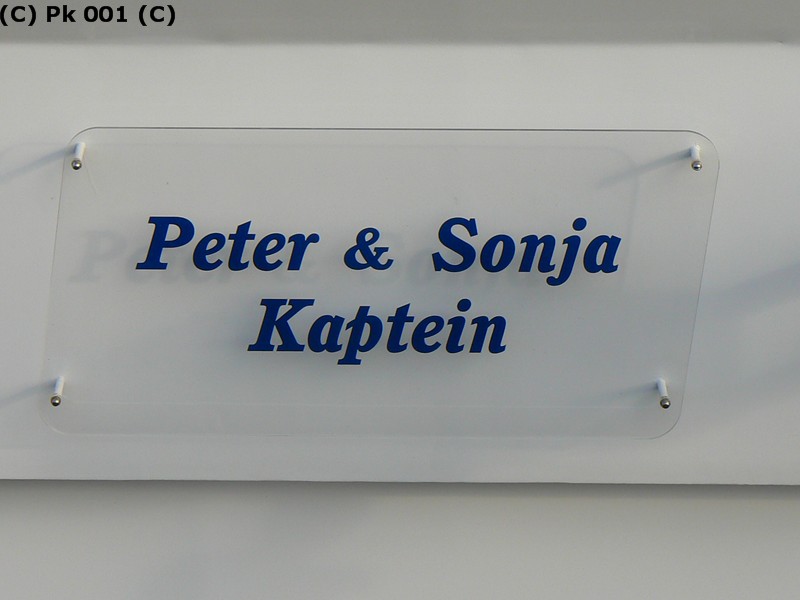 (C) Pk 001 (C)
Peter & Sonja
Kaptein